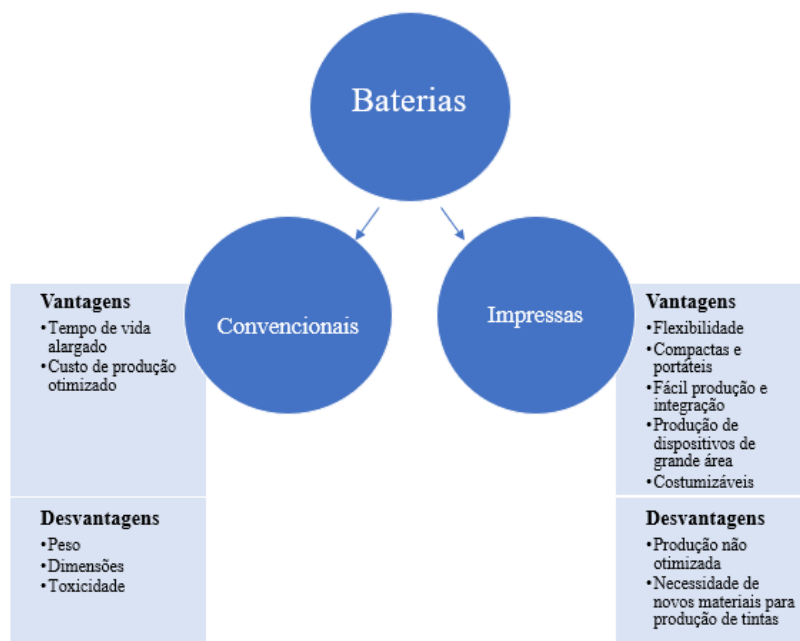 Baterias
Convencionais
Impressas
Vantagens
•Tempo de vida
alargado
•Custo de produção
otimizado
Desvantagens
•Peso
•Dimensões
•Toxicidade
Vantagens
•Flexibilidade
•Compactas e
portáteis
•Fácil produção e
integração
•Produção de
dispositivos de
grande área
•Costumizáveis
Desvantagens
•Produção não
otimizada
•Necessidade de
novos materiais para
produção de tintas